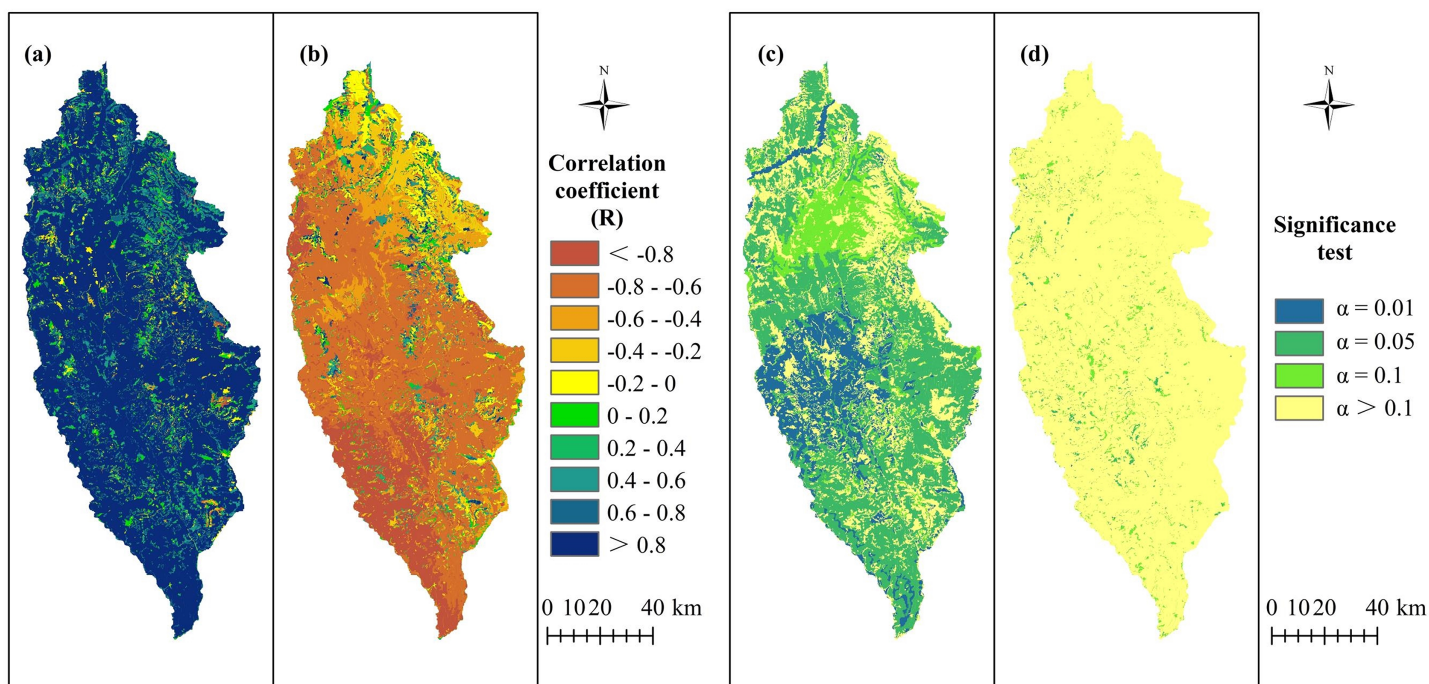 (a)
(b)
N
Correlation
coefficient
(R)
< -0.8
-0.8 - -0.6
-0.6 - -0.4
-0.4 - -0.2
-0.2 - 0
0 - 0.2
0.2 - 0.4
0.4 - 0.6
0.6 - 0.8
> 0.8
0 10 20 40 km
(c)
(d)
N
Significance
test
α = 0.01
α = 0.05
α = 0.1
α > 0.1
0 10 20 40 km